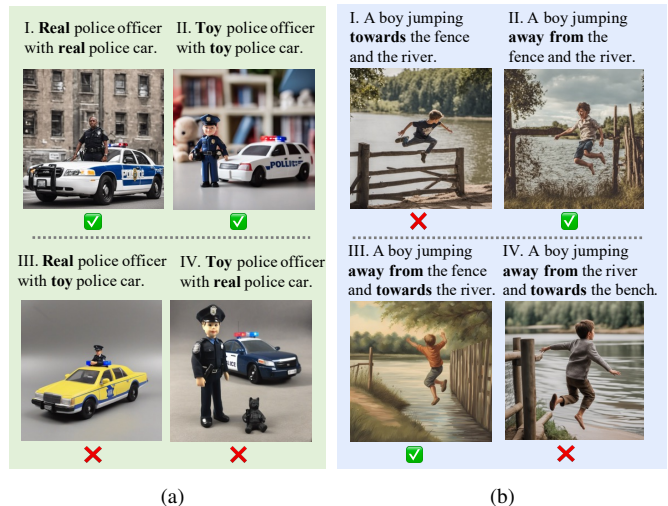 I. Real police officer
with real police car.
II. Toy police officer
with toy police car.
POLICE
III. Real police officer
with toy police car.
IV. Toy police officer
with real police car.
(a)
I. A boy jumping
towards the fence
and the river.
II. A boy jumping
away from the
fence and the river.
III. A boy jumping
away from the fence
and towards the river.
IV. A boy jumping
away from the river
and towards the bench.
(b)